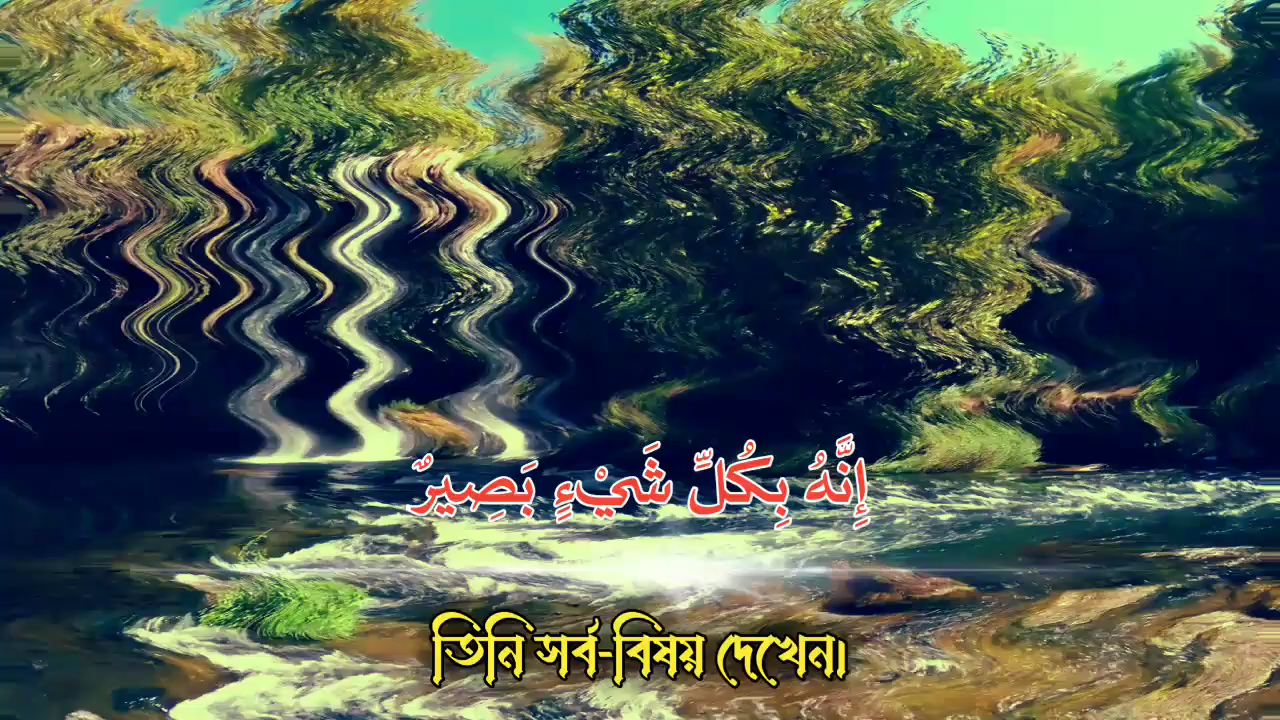 إِنَّهُ بِكُلِّ شَيْءٍ بَصِيرٌ
তিনি সর্ব-বিষয় দেখেন।